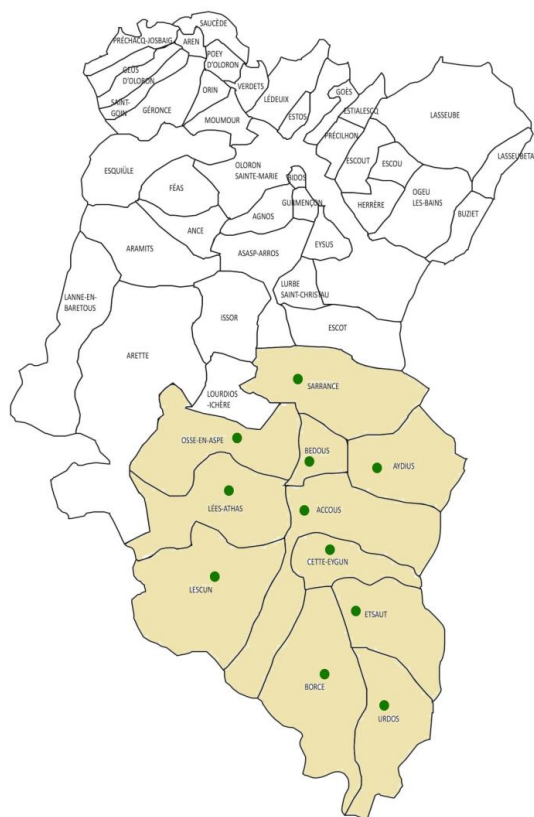 SAUCÈDE
PRÉCHACQ-JOSBAIG
AREN
POEY
D'OLORON
GEÜS
D'OLORON
VERDETS
ORIN
LÉDEUIX
GOÈS
SAINT-
GOIN
GÉRONCE
MOUMOUR
ESTOS
ESTIALESCQ
LASSEUBE
PRÉCILHON
ESQUIÜLE
OLORON
SAINTE-MARIE
ESCOUT
ESCOU
LASSEUBETA
FÉAS
BIDOS
OGEU
LES-BAINS
GURMENÇON
HERRÈRE
BUZIET
AGNOS
ANCE
ARAMITS
ASASP-ARROS
EYSUS
LANNE-EN-
BARETOUS
LURBE
SAINT-CHRISTAU
ISSOR
ESCOT
ARETTE
SARRANCE
LOURDIOS
-ICHÈRE
OSSE-EN-ASPE
BEDOUS
AYDIUS
LÉES-ATHAS
ACCOUS
CETTE-EYGUN
LESCUN
ETSAUT
BORCE
URDOS